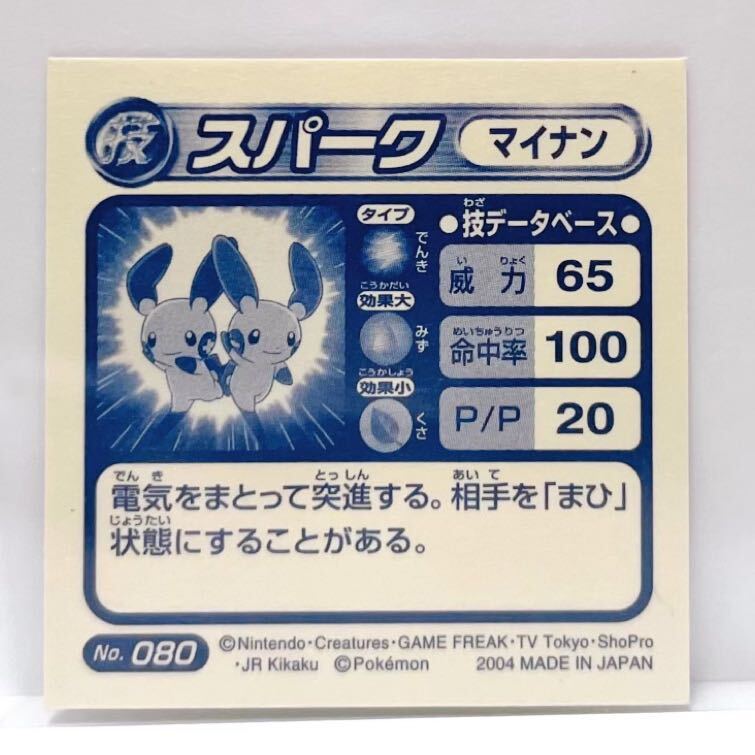 技 スパーク マイナン
タイプ
でんき
こうかだい
効果大
みず
こうかしょう
効果小
くさ
わざ
●技データベース●
い りょく
威力 65
めいちゅうりつ
命中率 100
P/P 20
でんき とっしん あいて
電気をまとって突進する。相手を「まひ」
じょうたい
状態にすることがある。
No. 080
©Nintendo・Creatures・GAME FREAK・TV Tokyo・ShoPro
・JR Kikaku ©Pokémon 2004 MADE IN JAPAN